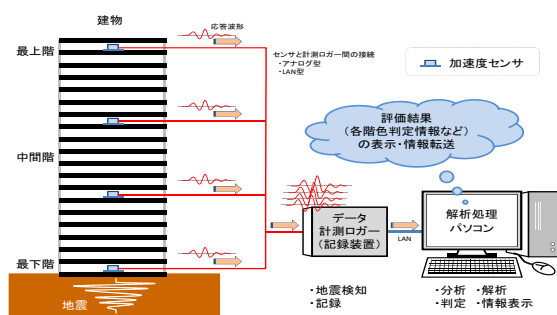 建物
応答波形
最上階
センサと計測ロガー間の接続
・アナログ型
・LAN型
加速度センサ
評価結果
(各階色判定情報など)
の表示・情報転送
中間階
データ
計測ロガー
(記録装置)
LAN
解析処理
パソコン
最下階
地震
・地震検知
・記録
・分析 ・解析
・判定 ・情報表示